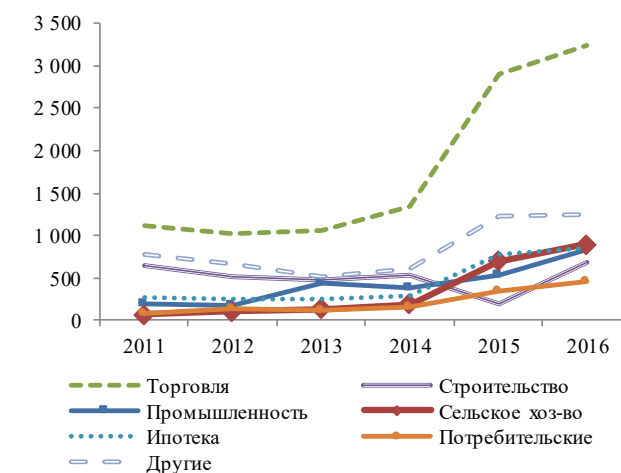 3 500
3 000
2 500
2 000
1 500
1 000
500
0
2011 2012 2013 2014 2015 2016
Торговля Строительство
Промышленность Сельское хоз-во
Ипотека Потребительские
Другие